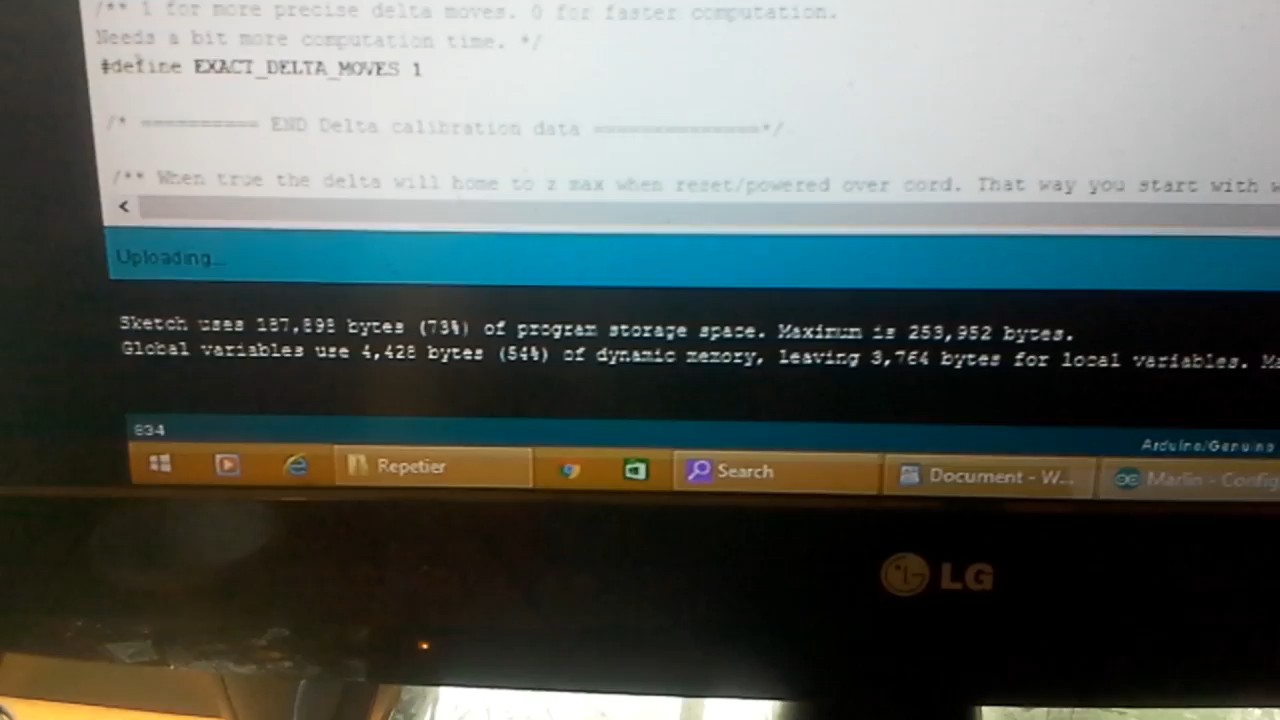 /** 1 for more precise delta moves. 0 for faster computation.
Needs a bit more computation time. */
#define EXACT_DELTA_MOVES 1
/* ========== END Delta calibration data ==============*/
/** When true the delta will home to z max when reset/powered over cord. That way you start with
Uploading...
Sketch uses 187,898 bytes (73%) of program storage space. Maximum is 253,952 bytes.
Global variables use 4,428 bytes (54%) of dynamic memory, leaving 3,764 bytes for local variables.
834
Arduino/Genuino
Repetier
Search
Document - W...
Marlin - Config
LG